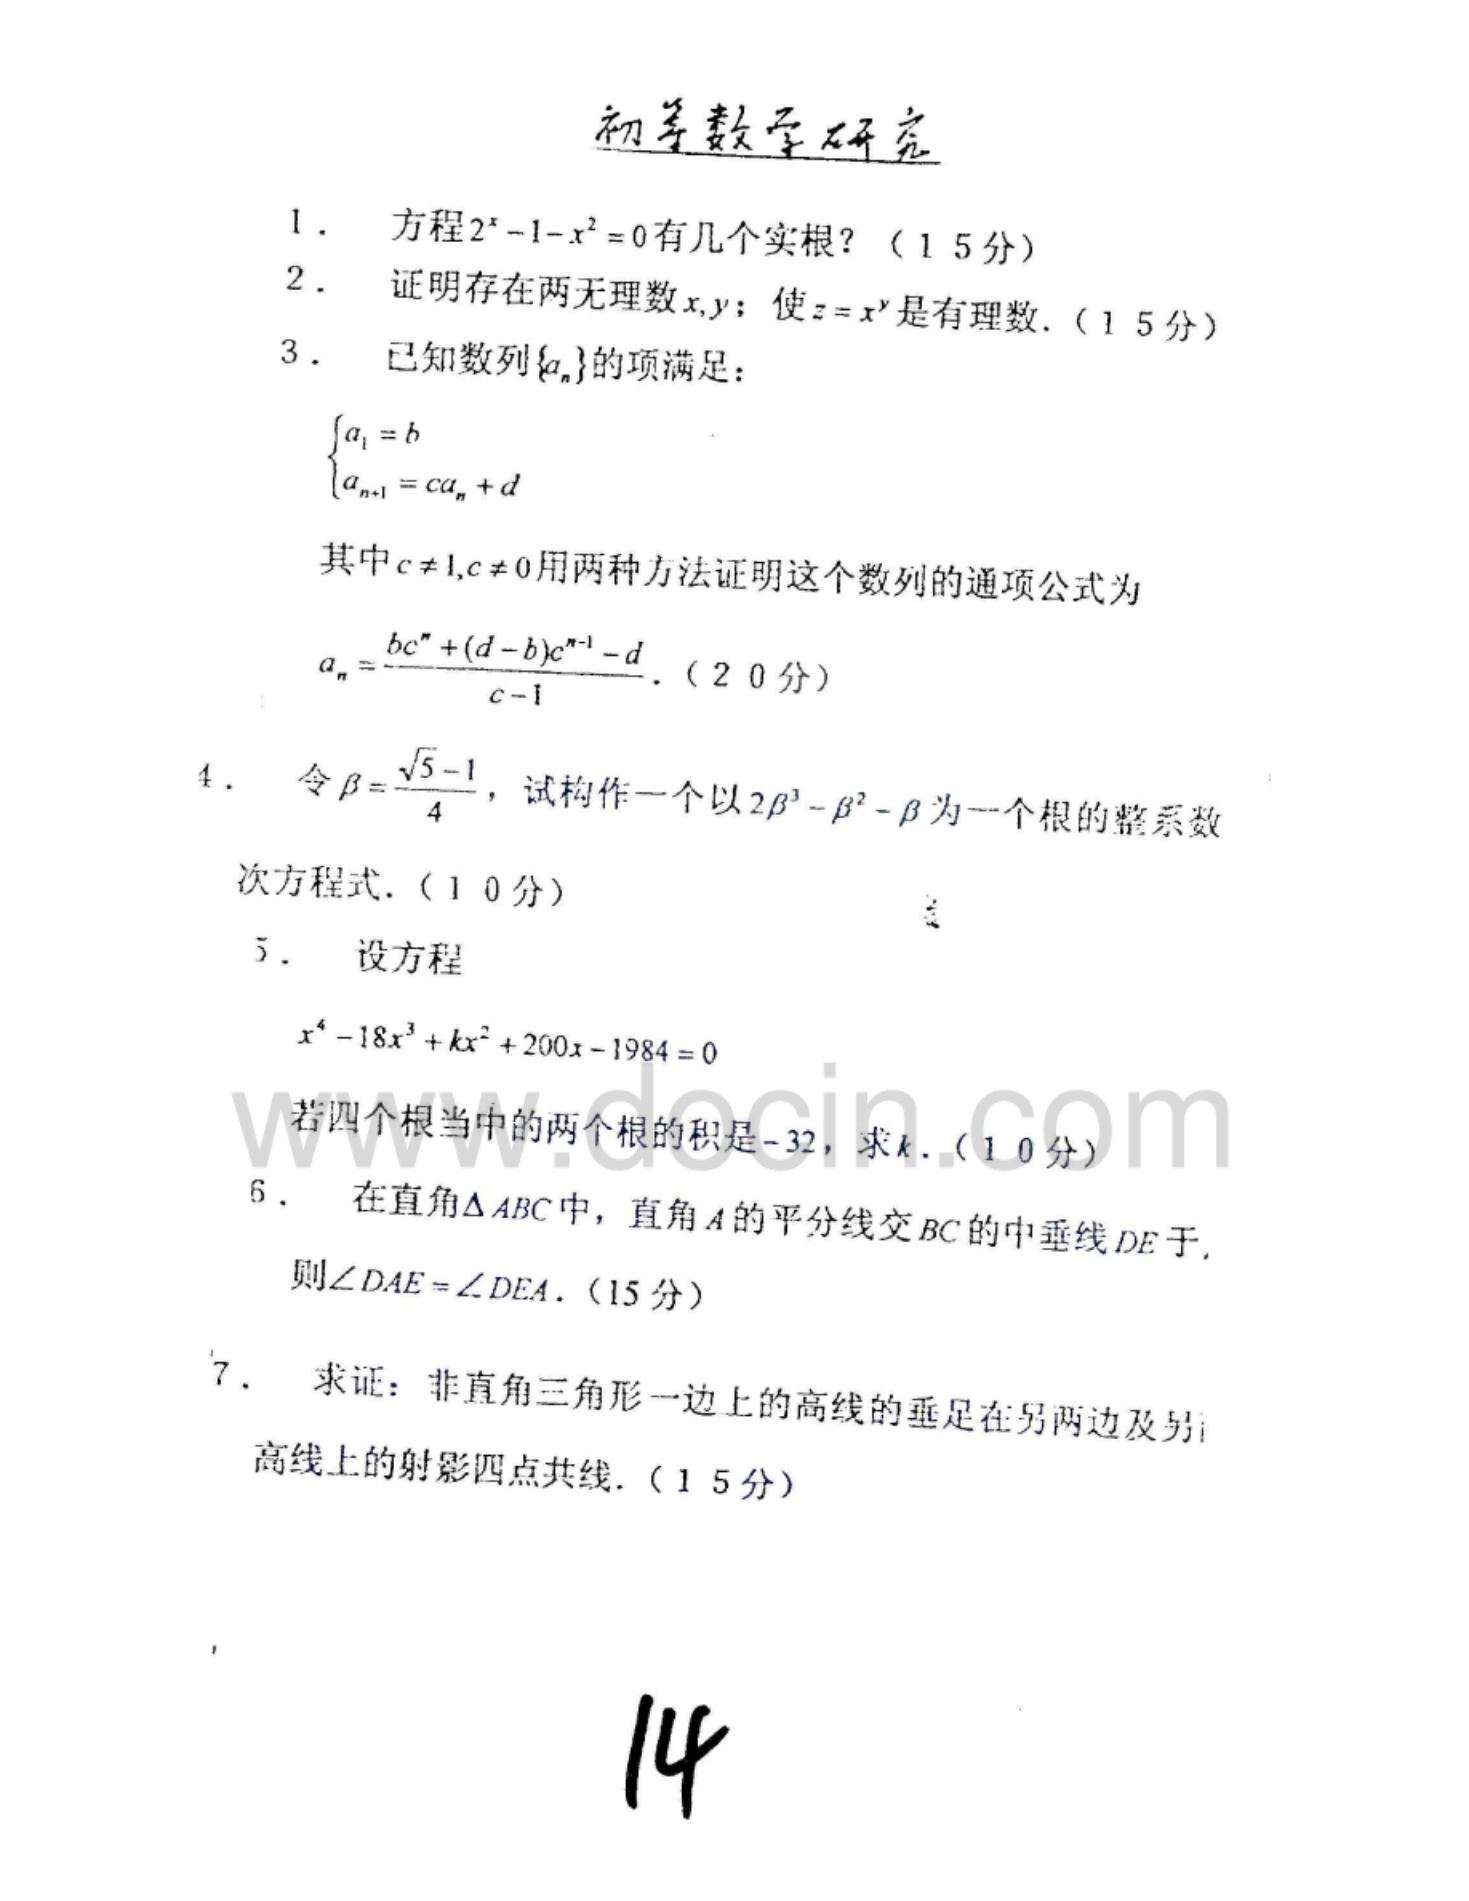 初等数学研究
1. 方程2^x-1-x²=0有几个实根?(15分)
2. 证明存在两无理数x,y;使z=x^y是有理数.(15分)
3. 已知数列{a_n}的项满足:
{a_1=b
a_{n+1}=ca_n+d
其中c≠1,c≠0用两种方法证明这个数列的通项公式为
a_n=\frac{bc^n+(d-b)c^{n-1}-d}{c-1}.(20分)
4. 令β=\frac{√5-1}{4},试构作一个以2β³-β²-β为一个根的整系数
次方程式.(10分)
5. 设方程
x⁴-18x³+kx²+200x-1984=0
www.docin.com
若四个根当中的两个根的积是-32,求k.(10分)
6. 在直角ΔABC中,直角A的平分线交BC的中垂线DE于
则∠DAE=∠DEA.(15分)
7. 求证:非直角三角形一边上的高线的垂足在另两边及另
高线上的射影四点共线.(15分)
14